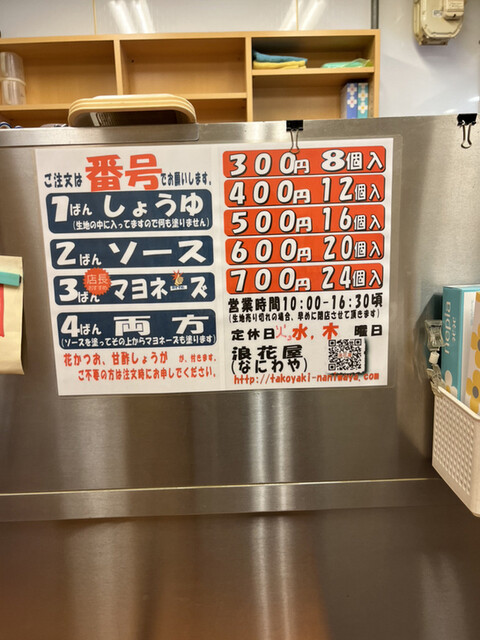 ご注文は番号でお願いします。
1ばん しょうゆ
(生地の中に入ってますので何も塗りません)
2ばん ソース
店長
3ばん マヨネーズ
4ばん 両方
(ソースを塗ってその上からマヨネーズも塗ります)
花かつお、甘酢しょうが が、付きます。
ご不要の方は注文時にお申しでください。
300円 8個入
400円 12個入
500円 16個入
600円 20個入
700円 24個入
営業時間10:00-16:30頃
(生地売り切れの場合、早めに閉店させて頂きます)
定休日 水,木 曜日
浪花屋
(なにわや)
http://takoyaki-naniwaya.com